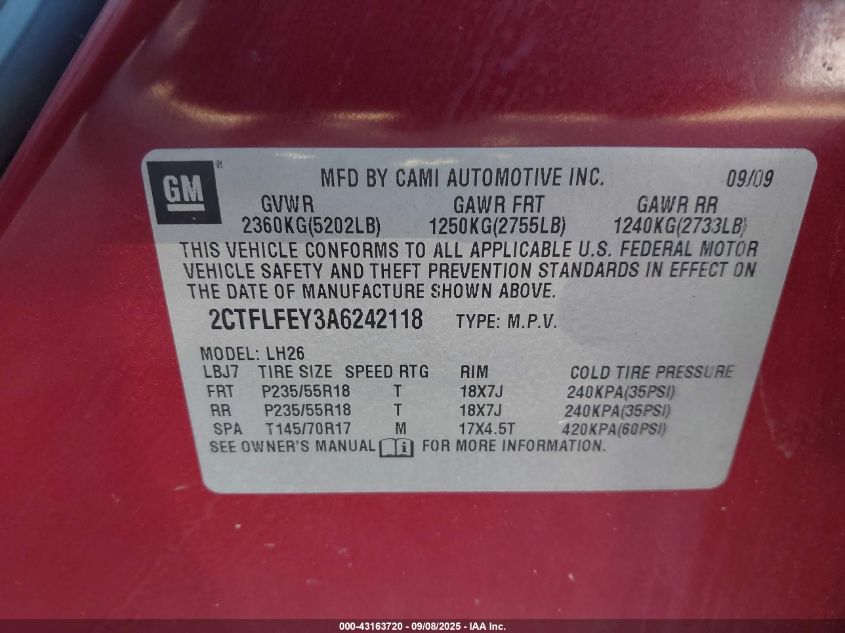 GM ®
MFD BY CAMI AUTOMOTIVE INC. 09/09
GVWR GAWR FRT GAWR RR
2360KG(5202LB) 1250KG(2755LB) 1240KG(2733LB)
THIS VEHICLE CONFORMS TO ALL APPLICABLE U.S. FEDERAL MOTOR
VEHICLE SAFETY AND THEFT PREVENTION STANDARDS IN EFFECT ON
THE DATE OF MANUFACTURE SHOWN ABOVE.
2CTFLFEY3A6242118 TYPE: M.P.V.
MODEL: LH26
LBJ7 TIRE SIZE SPEED RTG RIM COLD TIRE PRESSURE
FRT P235/55R18 T 18X7J 240KPA(35PSI)
RR P235/55R18 T 18X7J 240KPA(35PSI)
SPA T145/70R17 M 17X4.5T 420KPA(60PSI)
SEE OWNER'S MANUAL i FOR MORE INFORMATION.
000-43163720 - 09/08/2025 - IAA Inc.